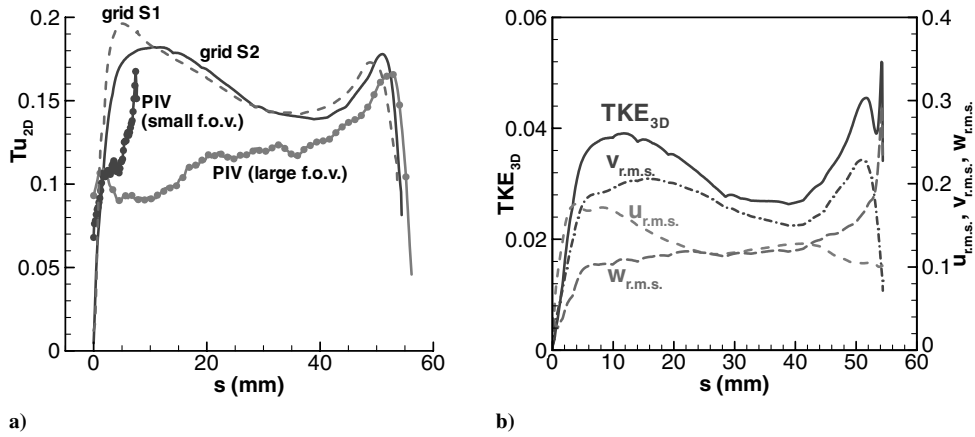 0.2
0.15
0.1
0.05
0
Tu2D
grid S1
grid S2
PIV
(small f.o.v.)
PIV (large f.o.v.)
0 20 40 60
s (mm)
a)
0.06
0.04
0.02
0
TKE3D
TKE3D
vr.m.s.
ur.m.s.
wr.m.s.
0.4
0.3
0.2
0.1
0
ur.m.s., vr.m.s., wr.m.s.
0 10 20 30 40 50 60
s (mm)
b)